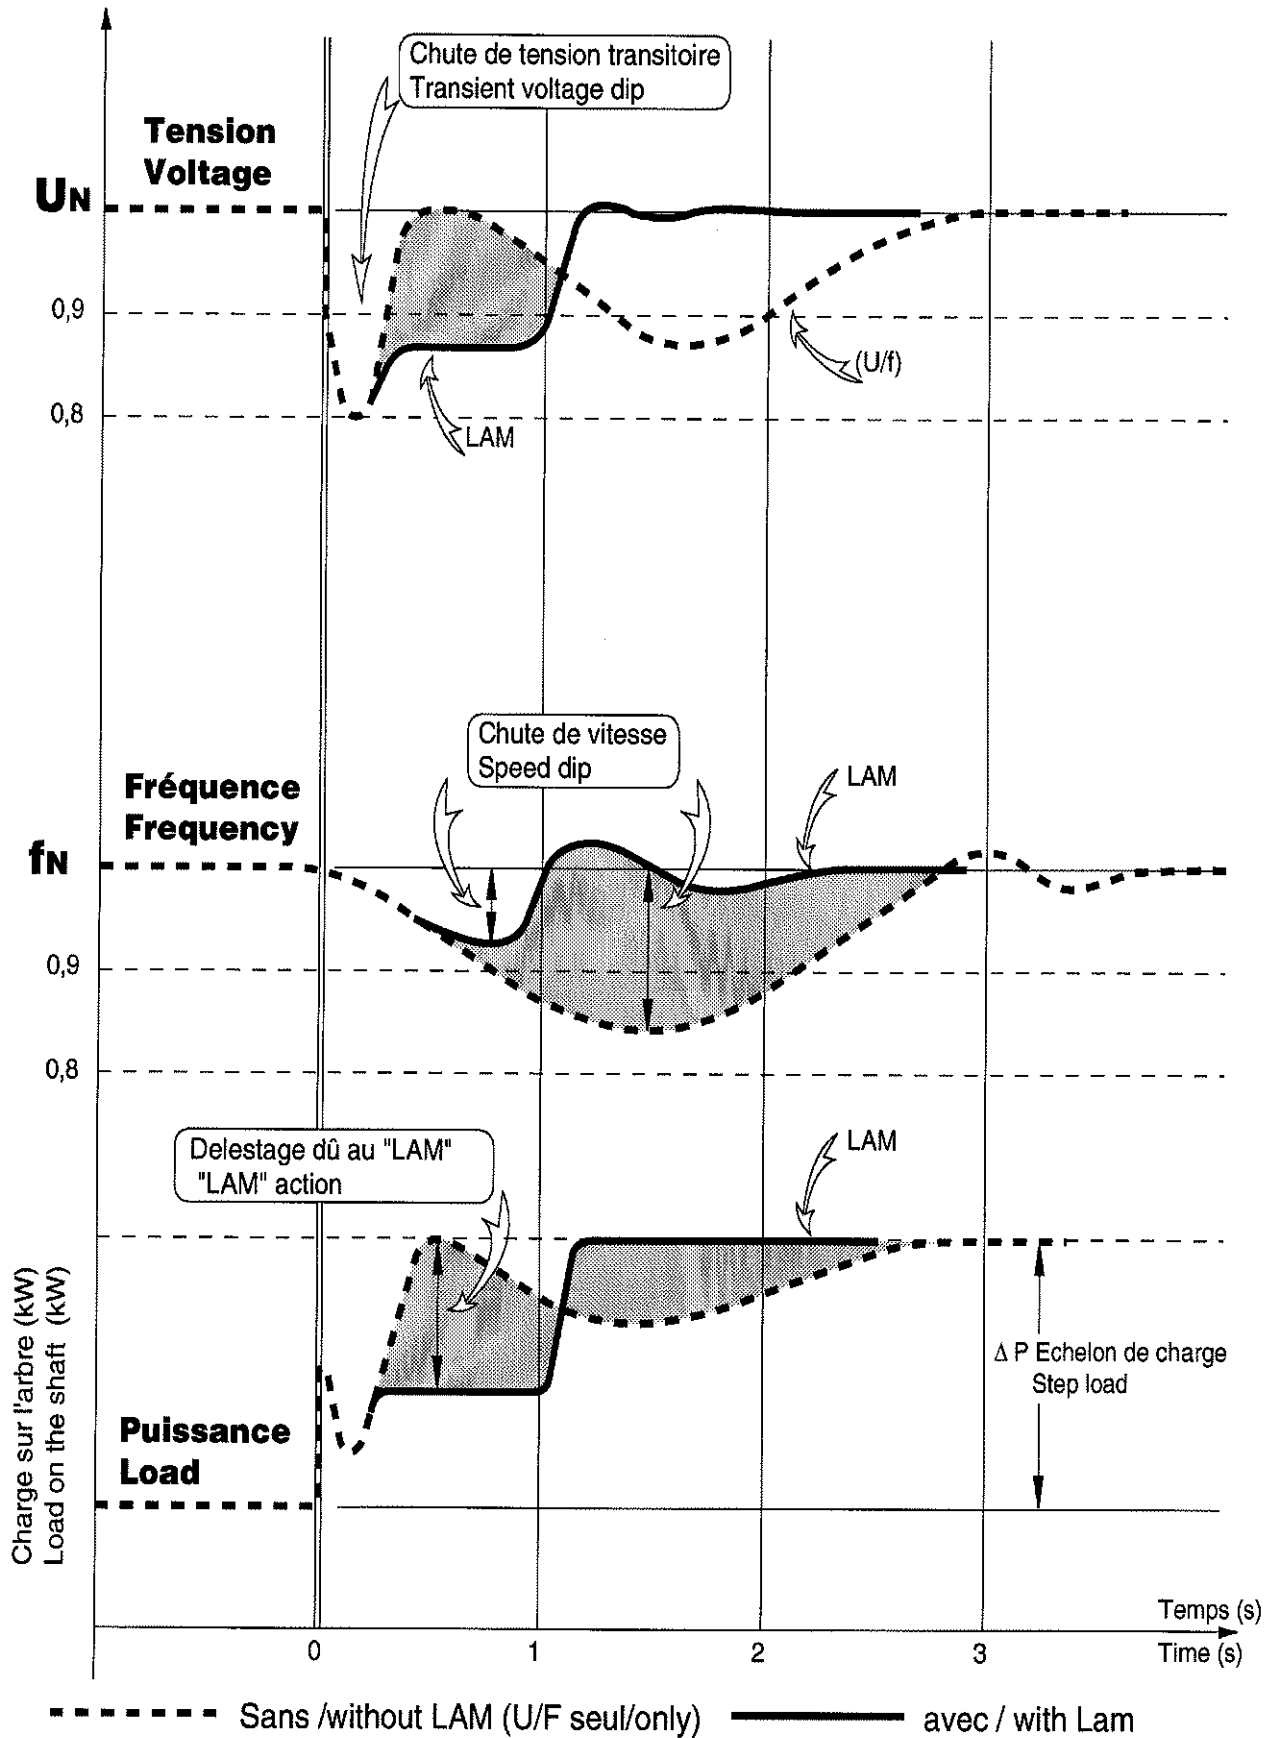 Chute de tension transitoire
Transient voltage dip
Tension
Voltage
UN
0,9
(U/f)
0,8
LAM
Chute de vitesse
Speed dip
LAM
Fréquence
Frequency
fN
0,9
0,8
Delestage dû au "LAM"
"LAM" action
LAM
Charge sur l'arbre (kW)
Load on the shaft (kW)
Δ P Echelon de charge
Step load
Puissance
Load
Temps (s)
0 1 2 3 Time (s)
Sans /without LAM (U/F seul/only) avec / with Lam